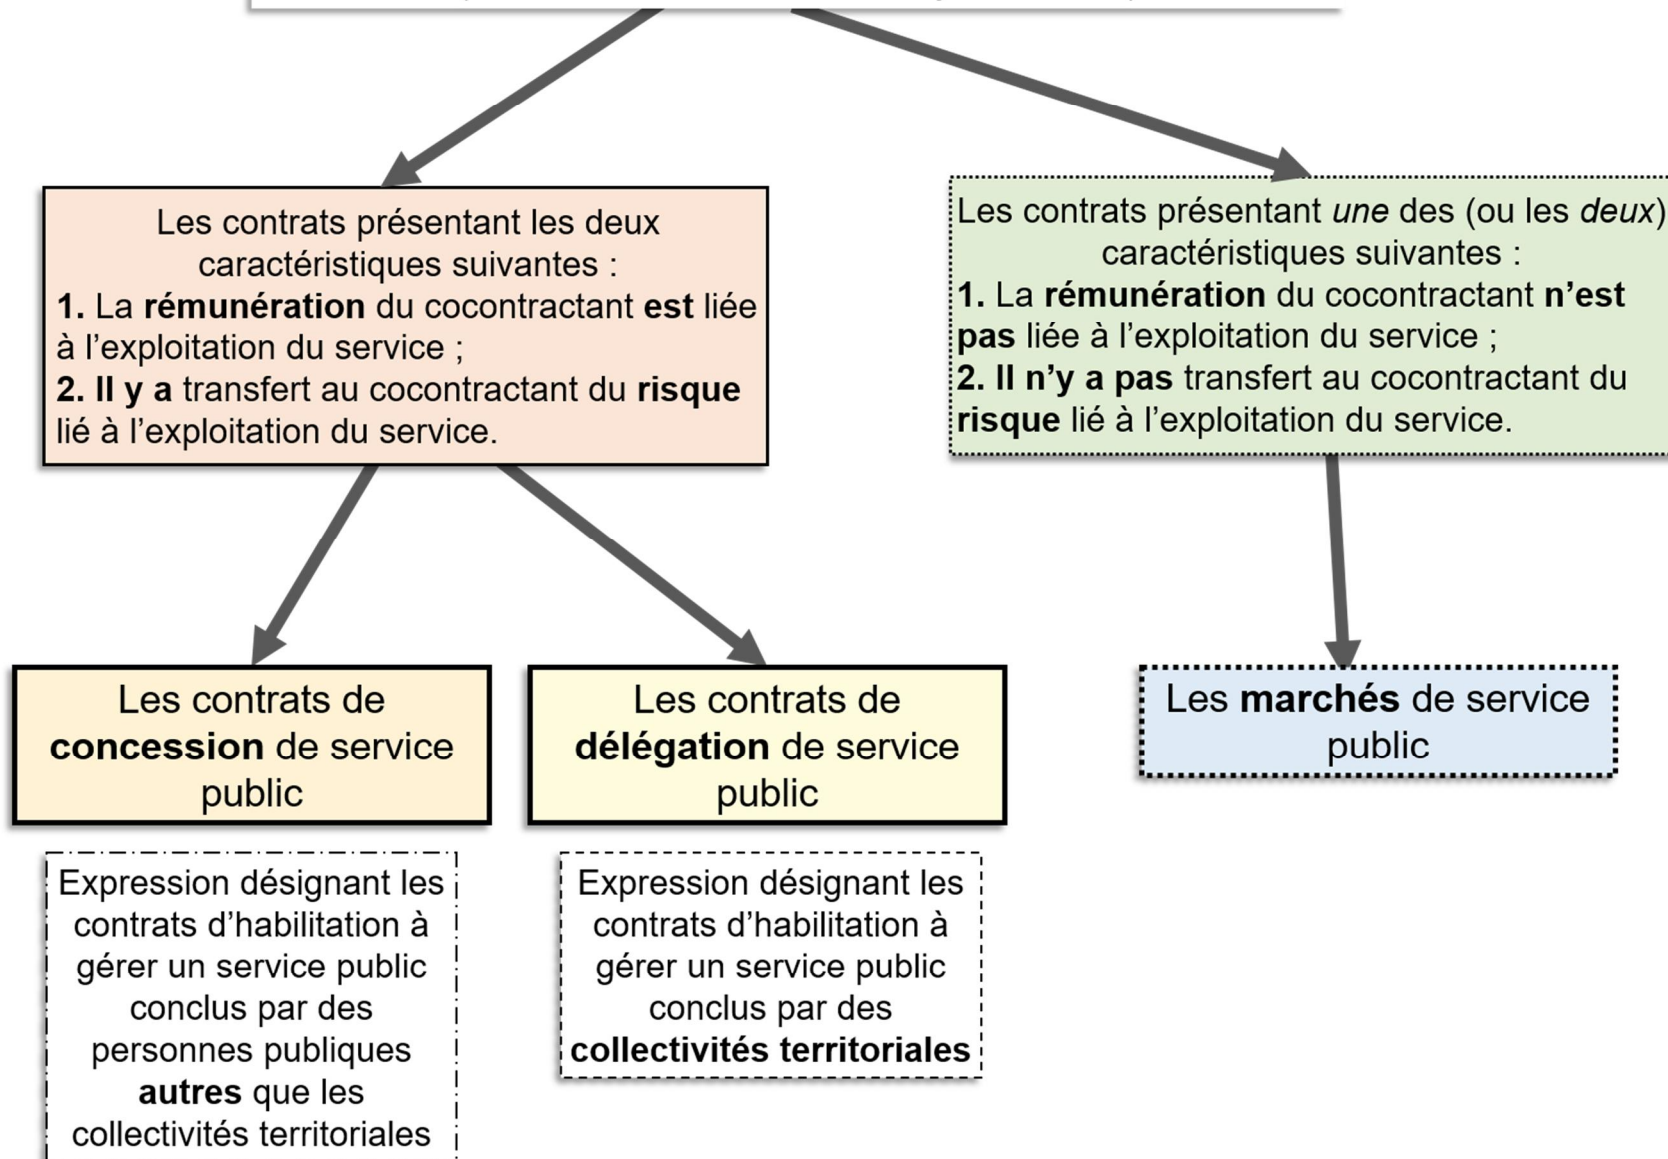 Les contrats présentant les deux
caractéristiques suivantes :
1. La rémunération du cocontractant est liée
à l’exploitation du service ;
2. Il y a transfert au cocontractant du risque
lié à l’exploitation du service.
Les contrats présentant une des (ou les deux)
caractéristiques suivantes :
1. La rémunération du cocontractant n’est
pas liée à l’exploitation du service ;
2. Il n’y a pas transfert au cocontractant du
risque lié à l’exploitation du service.
Les contrats de
concession de service
public
Les contrats de
délégation de service
public
Les marchés de service
public
Expression désignant les
contrats d’habilitation à
gérer un service public
conclus par des
personnes publiques
autres que les
collectivités territoriales
Expression désignant les
contrats d’habilitation à
gérer un service public
conclus par des
collectivités territoriales